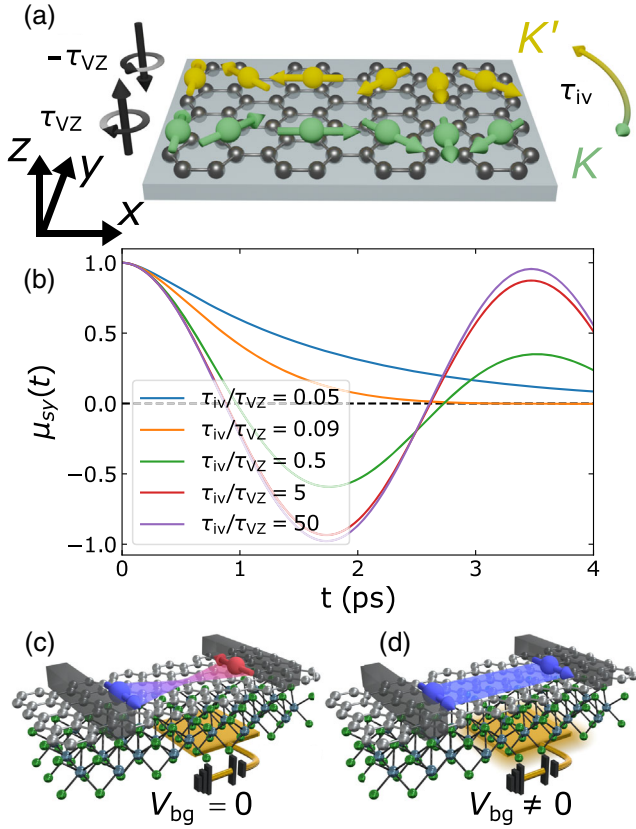 (a)
-τVZ
τVZ
z
y
x
K′
τiv
K
(b)
μsy(t)
1.0
0.5
0.0
−0.5
−1.0
τiv/τVZ = 0.05
τiv/τVZ = 0.09
τiv/τVZ = 0.5
τiv/τVZ = 5
τiv/τVZ = 50
0 1 2 3 4
t (ps)
(c) (d)
Vbg = 0 Vbg ≠ 0